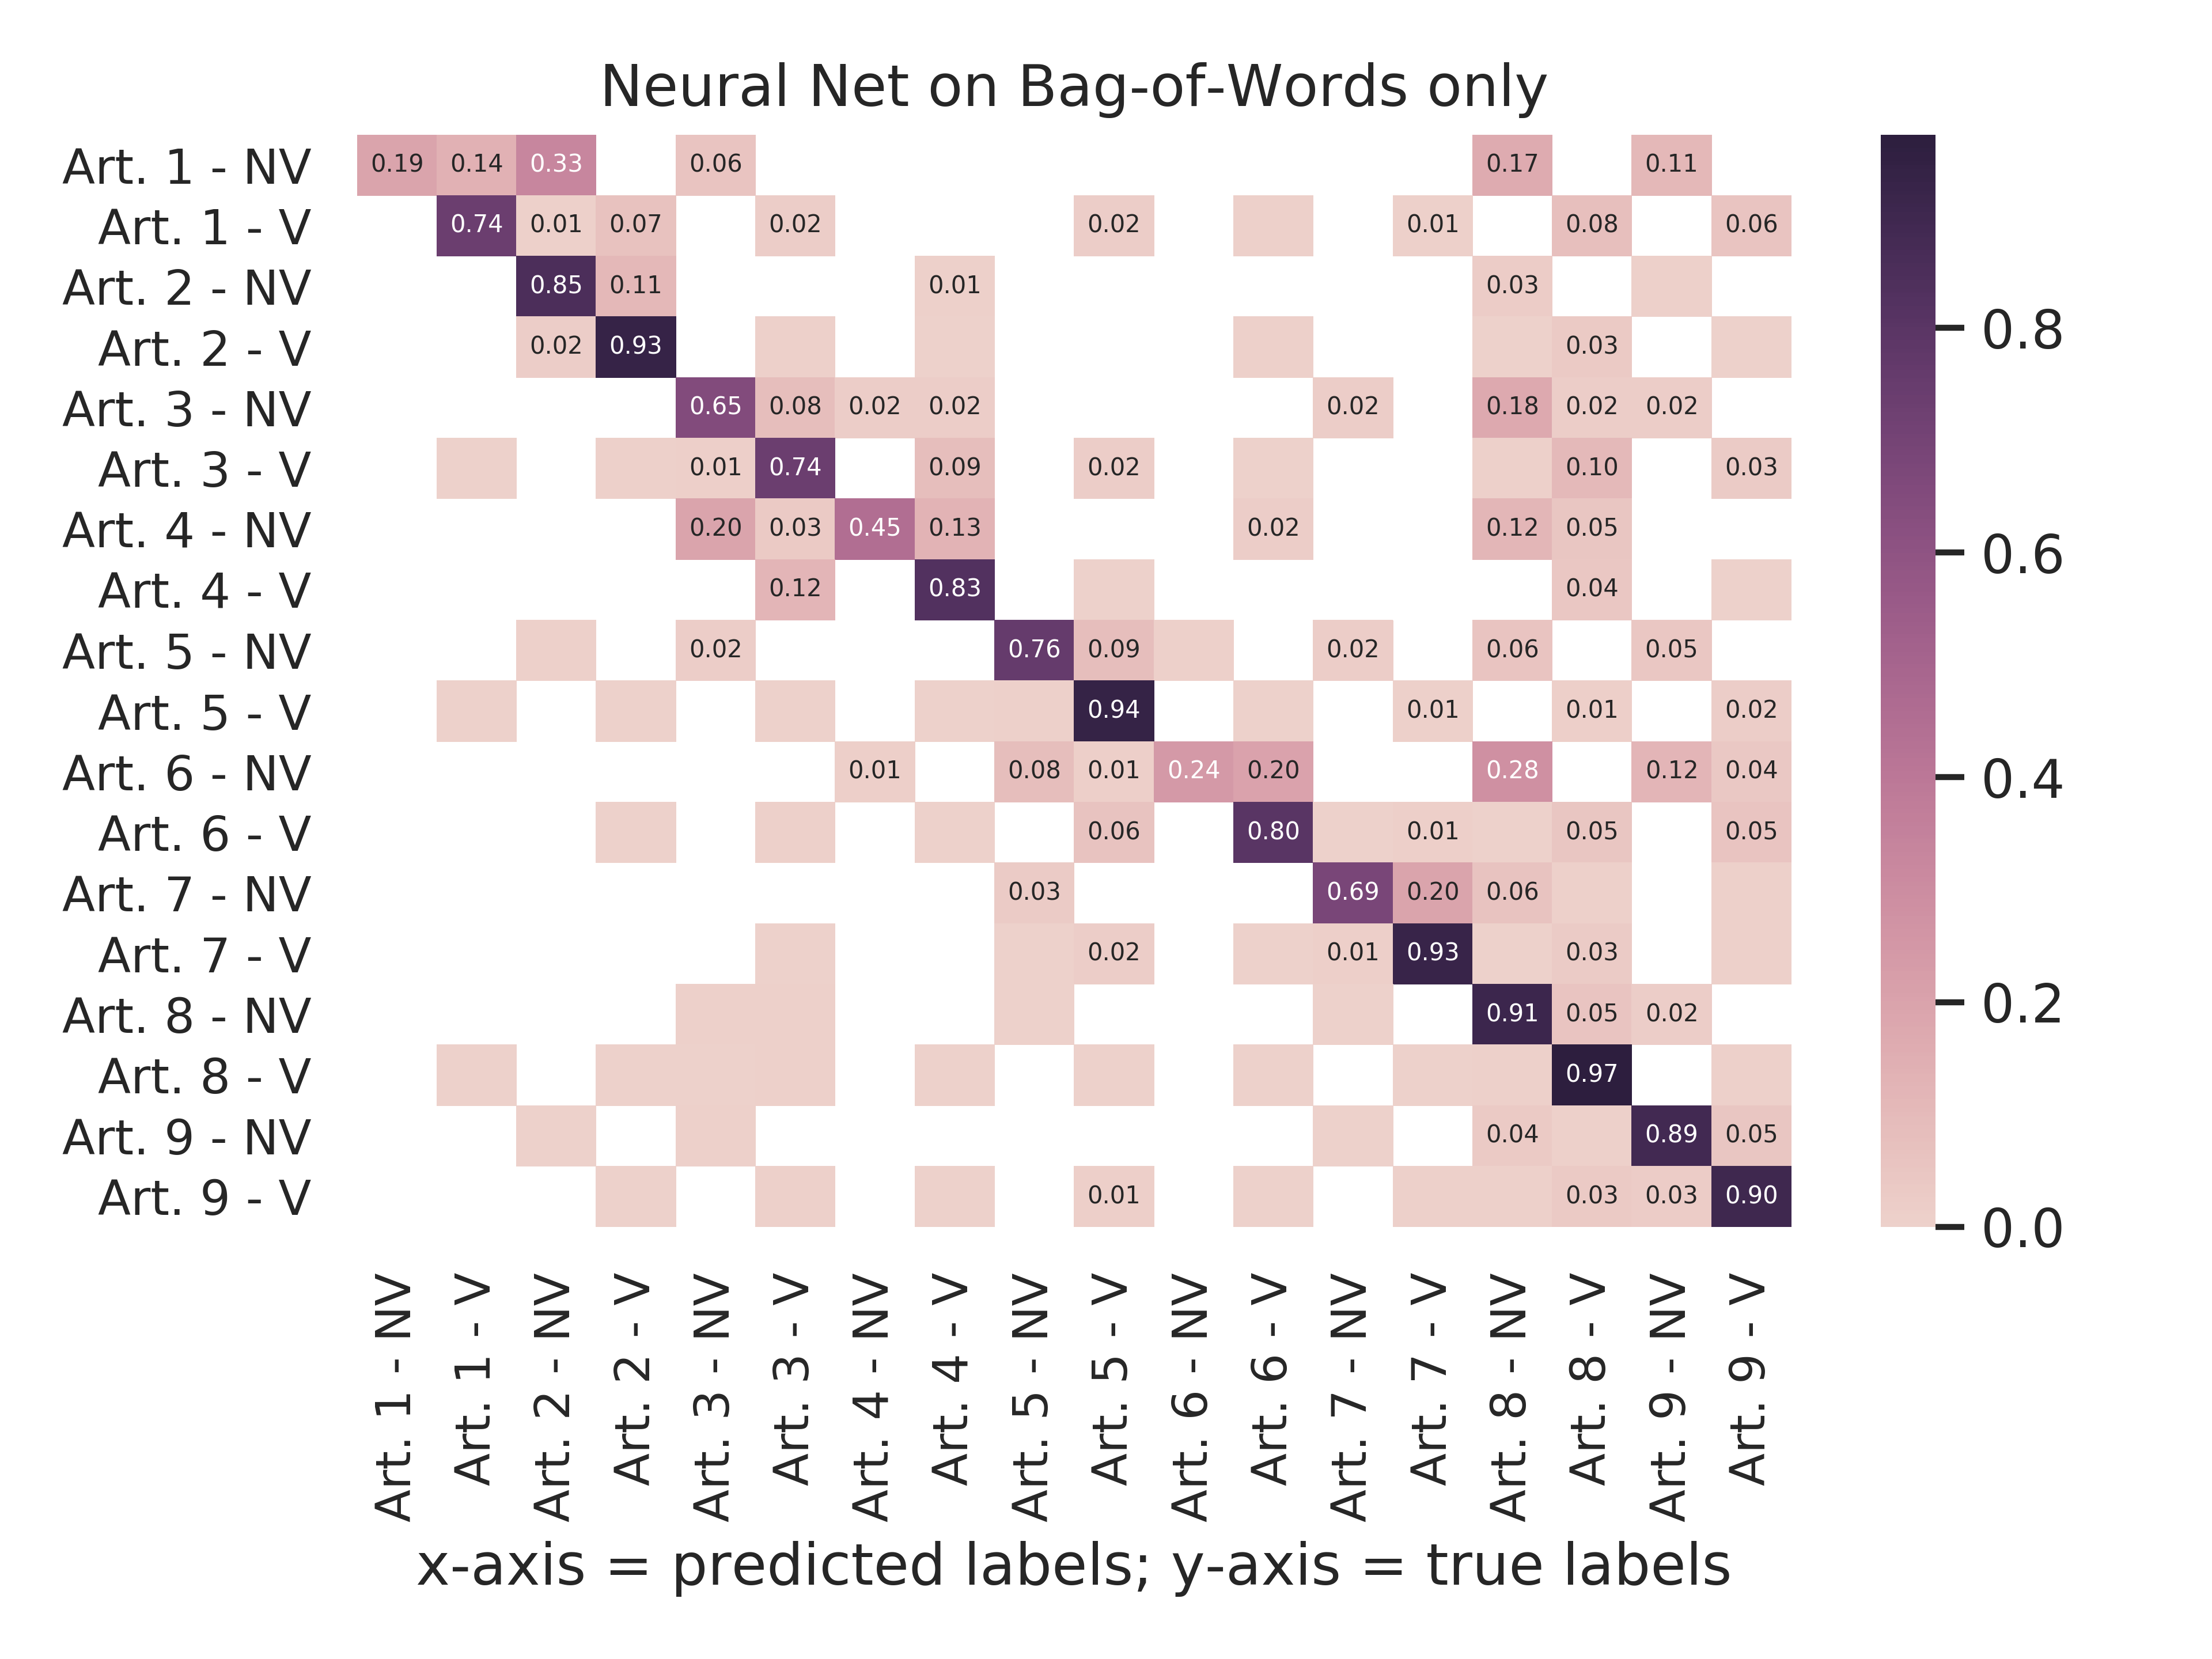 Neural Net on Bag-of-Words only
Art. 1 - NV 0.19 0.14 0.33 0.06 0.17 0.11
Art. 1 - V 0.74 0.01 0.07 0.02 0.02 0.01 0.08 0.06
Art. 2 - NV 0.85 0.11 0.01 0.03
Art. 2 - V 0.02 0.93 0.03
Art. 3 - NV 0.65 0.08 0.02 0.02 0.02 0.18 0.02 0.02
Art. 3 - V 0.01 0.74 0.09 0.02 0.10 0.03
Art. 4 - NV 0.20 0.03 0.45 0.13 0.02 0.12 0.05
Art. 4 - V 0.12 0.83 0.04
Art. 5 - NV 0.02 0.76 0.09 0.02 0.06 0.05
Art. 5 - V 0.94 0.01 0.01 0.02
Art. 6 - NV 0.01 0.08 0.01 0.24 0.20 0.28 0.12 0.04
Art. 6 - V 0.06 0.80 0.01 0.05 0.05
Art. 7 - NV 0.03 0.69 0.20 0.06
Art. 7 - V 0.02 0.01 0.93 0.03
Art. 8 - NV 0.91 0.05 0.02
Art. 8 - V 0.97
Art. 9 - NV 0.04 0.89 0.05
Art. 9 - V 0.01 0.03 0.03 0.90
0.8
0.6
0.4
0.2
0.0
Art. 1 - NV
Art. 1 - V
Art. 2 - NV
Art. 2 - V
Art. 3 - NV
Art. 3 - V
Art. 4 - NV
Art. 4 - V
Art. 5 - NV
Art. 5 - V
Art. 6 - NV
Art. 6 - V
Art. 7 - NV
Art. 7 - V
Art. 8 - NV
Art. 8 - V
Art. 9 - NV
Art. 9 - V
x-axis = predicted labels; y-axis = true labels